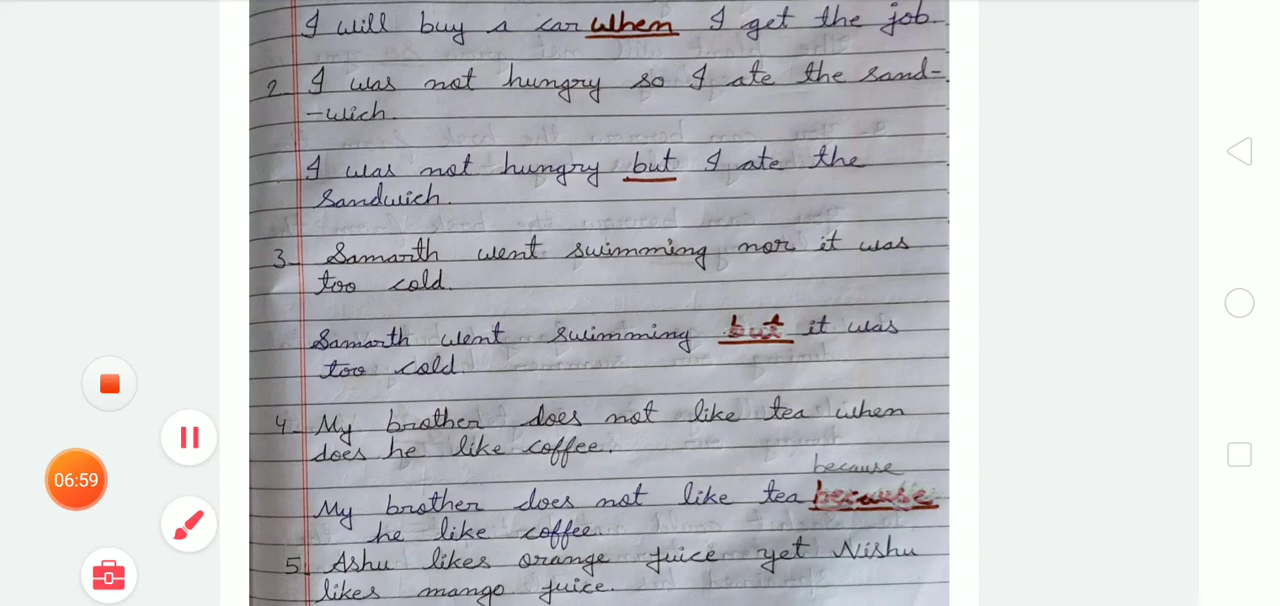 I will buy a car when I get the job.
2. I was not hungry so I ate the sand-
-wich.
I was not hungry but I ate the
sandwich.
3- Samarth went swimming nor it was
too cold.
Samarth went swimming but it was
too cold.
4- My brother does not like tea when
does he like coffee.
because
My brother does not like tea because
he like coffee.
06:59
5. Ashu likes orange juice yet Nishu
likes mango juice.